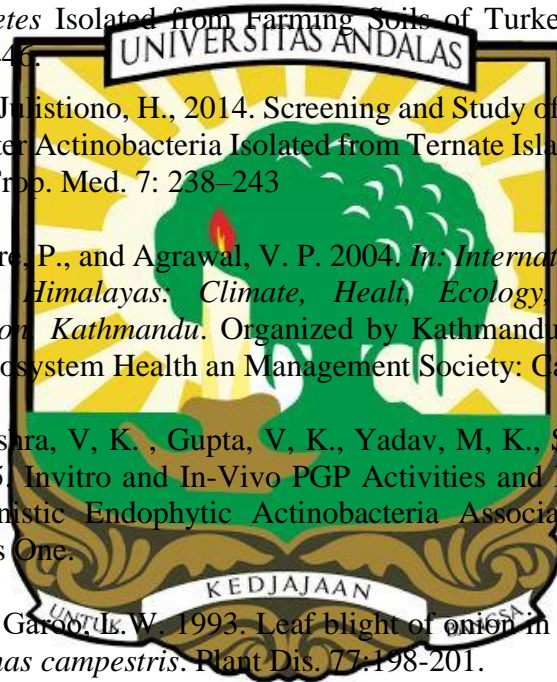 etes Isolated from Farming Soils of Turke
UNIVERSITAS ANDALAS
446.
Julistiono, H., 2014. Screening and Study of
ter Actinobacteria Isolated from Ternate Isla
Trop. Med. 7: 238–243
re, P., and Agrawal, V. P. 2004. In: Internat
Himalayas: Climate, Healt, Ecology,
on, Kathmandu. Organized by Kathmandu
osystem Health an Management Society: Ca
shra, V, K. , Gupta, V, K., Yadav, M, K., S
5. Invitro and In-Vivo PGP Activities and
nistic Endophytic Actinobacteria Associa
s One.
KEDJAJAAN
UNTUK BANGSA
L.W. 1993. Leaf blight of onion in
nas campestris. Plant Dis. 77:198-201.